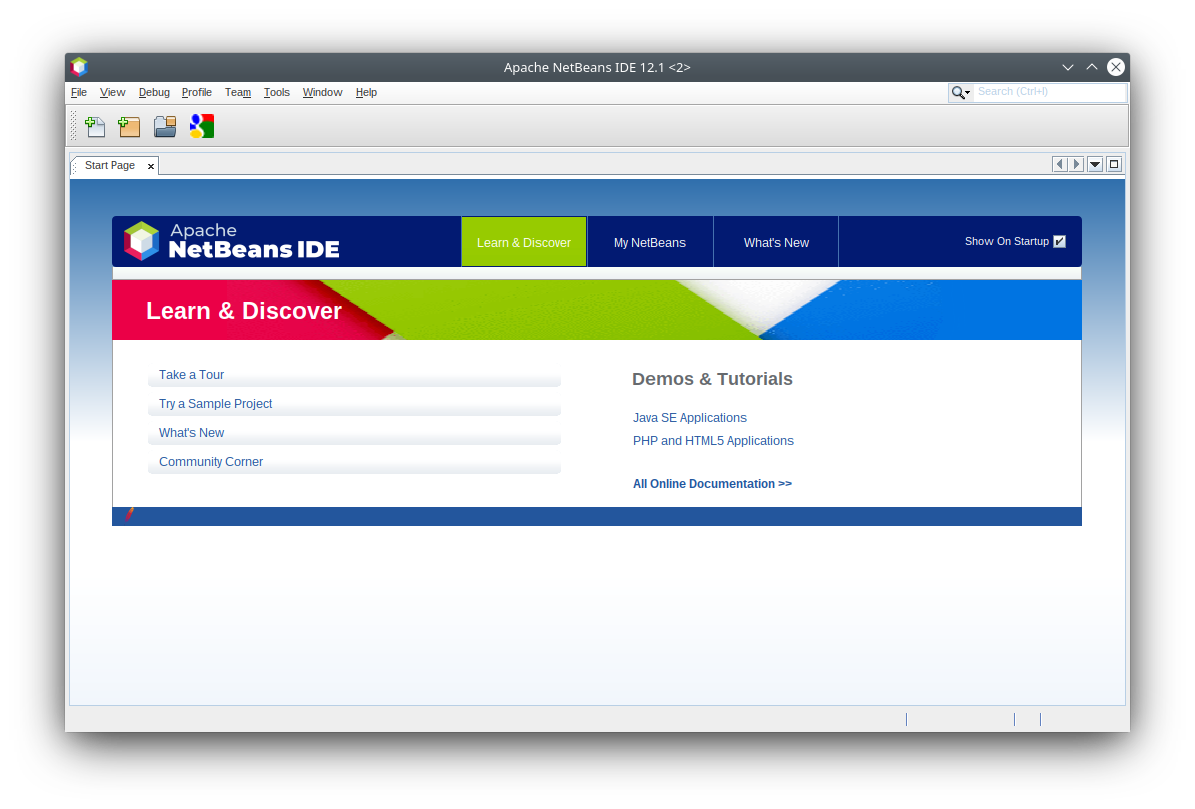 Apache NetBeans IDE 12.1 <2>
File View Debug Profile Team Tools Window Help
Search (Ctrl+I)
Start Page
Apache
NetBeans IDE
Learn & Discover
My NetBeans
What's New
Show On Startup
Learn & Discover
Take a Tour
Try a Sample Project
What's New
Community Corner
Demos & Tutorials
Java SE Applications
PHP and HTML5 Applications
All Online Documentation >>